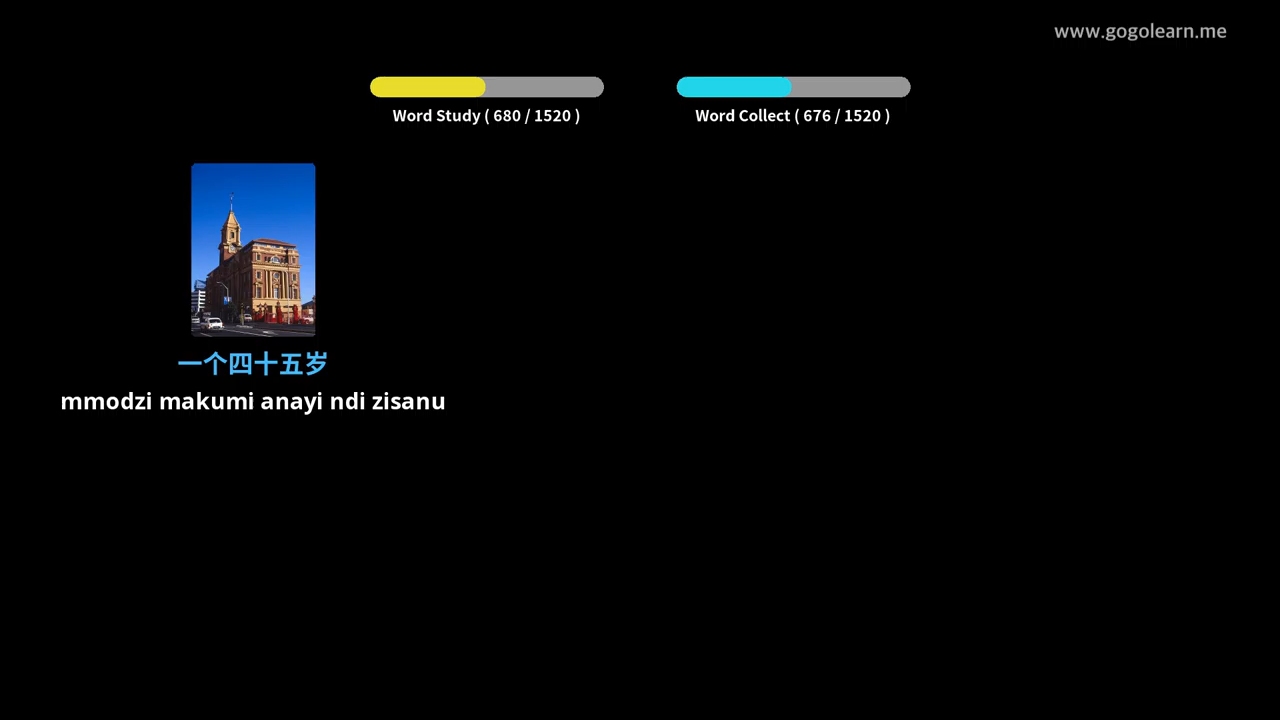 www.gogolearn.me
Word Study ( 680 / 1520 )
Word Collect ( 676 / 1520 )
一个四十五岁
mmodzi makumi anayi ndi zisanu